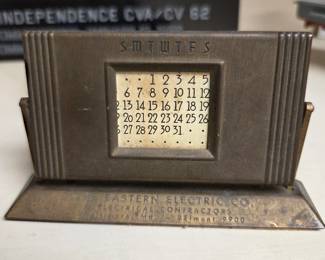 INDEPENDENCE CVA/CV 62
S M T W T F S
1 2 3 4 5
6 7 8 9 10 11 12
13 14 15 16 17 18 19
20 21 22 23 24 25 26
27 28 29 30 31
EASTERN ELECTRIC CO.
ELECTRICAL CONTRACTORS
BElmont 9900